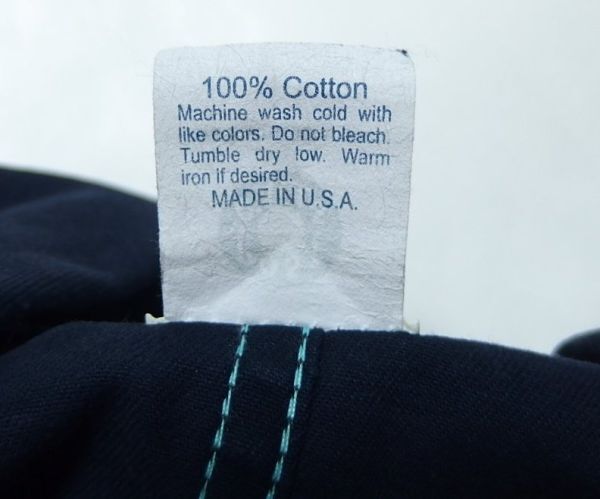 100% Cotton
Machine wash cold with
like colors. Do not bleach.
Tumble dry low. Warm
iron if desired.
MADE IN U.S.A.